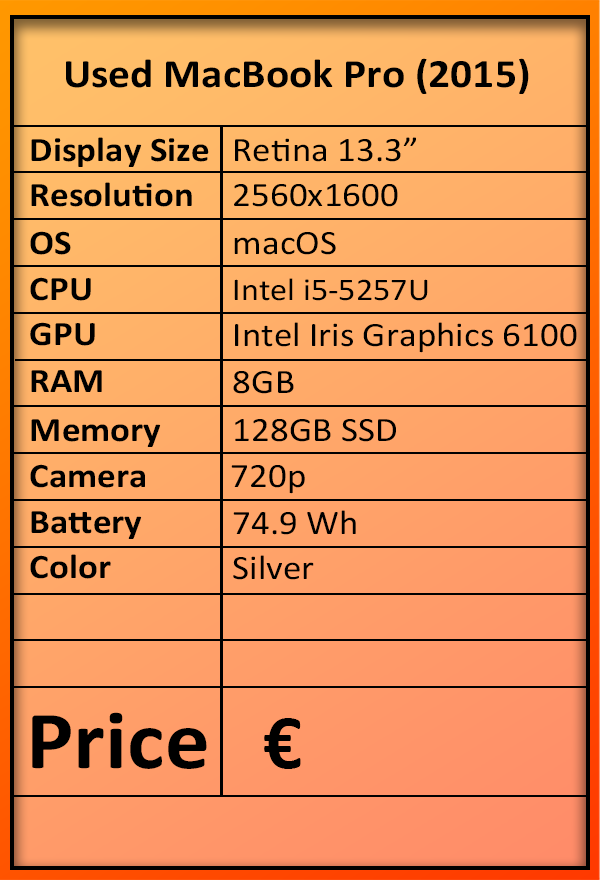 Used MacBook Pro (2015)
Display Size Retina 13.3”
Resolution 2560x1600
OS macOS
CPU Intel i5-5257U
GPU Intel Iris Graphics 6100
RAM 8GB
Memory 128GB SSD
Camera 720p
Battery 74.9 Wh
Color Silver
Price €